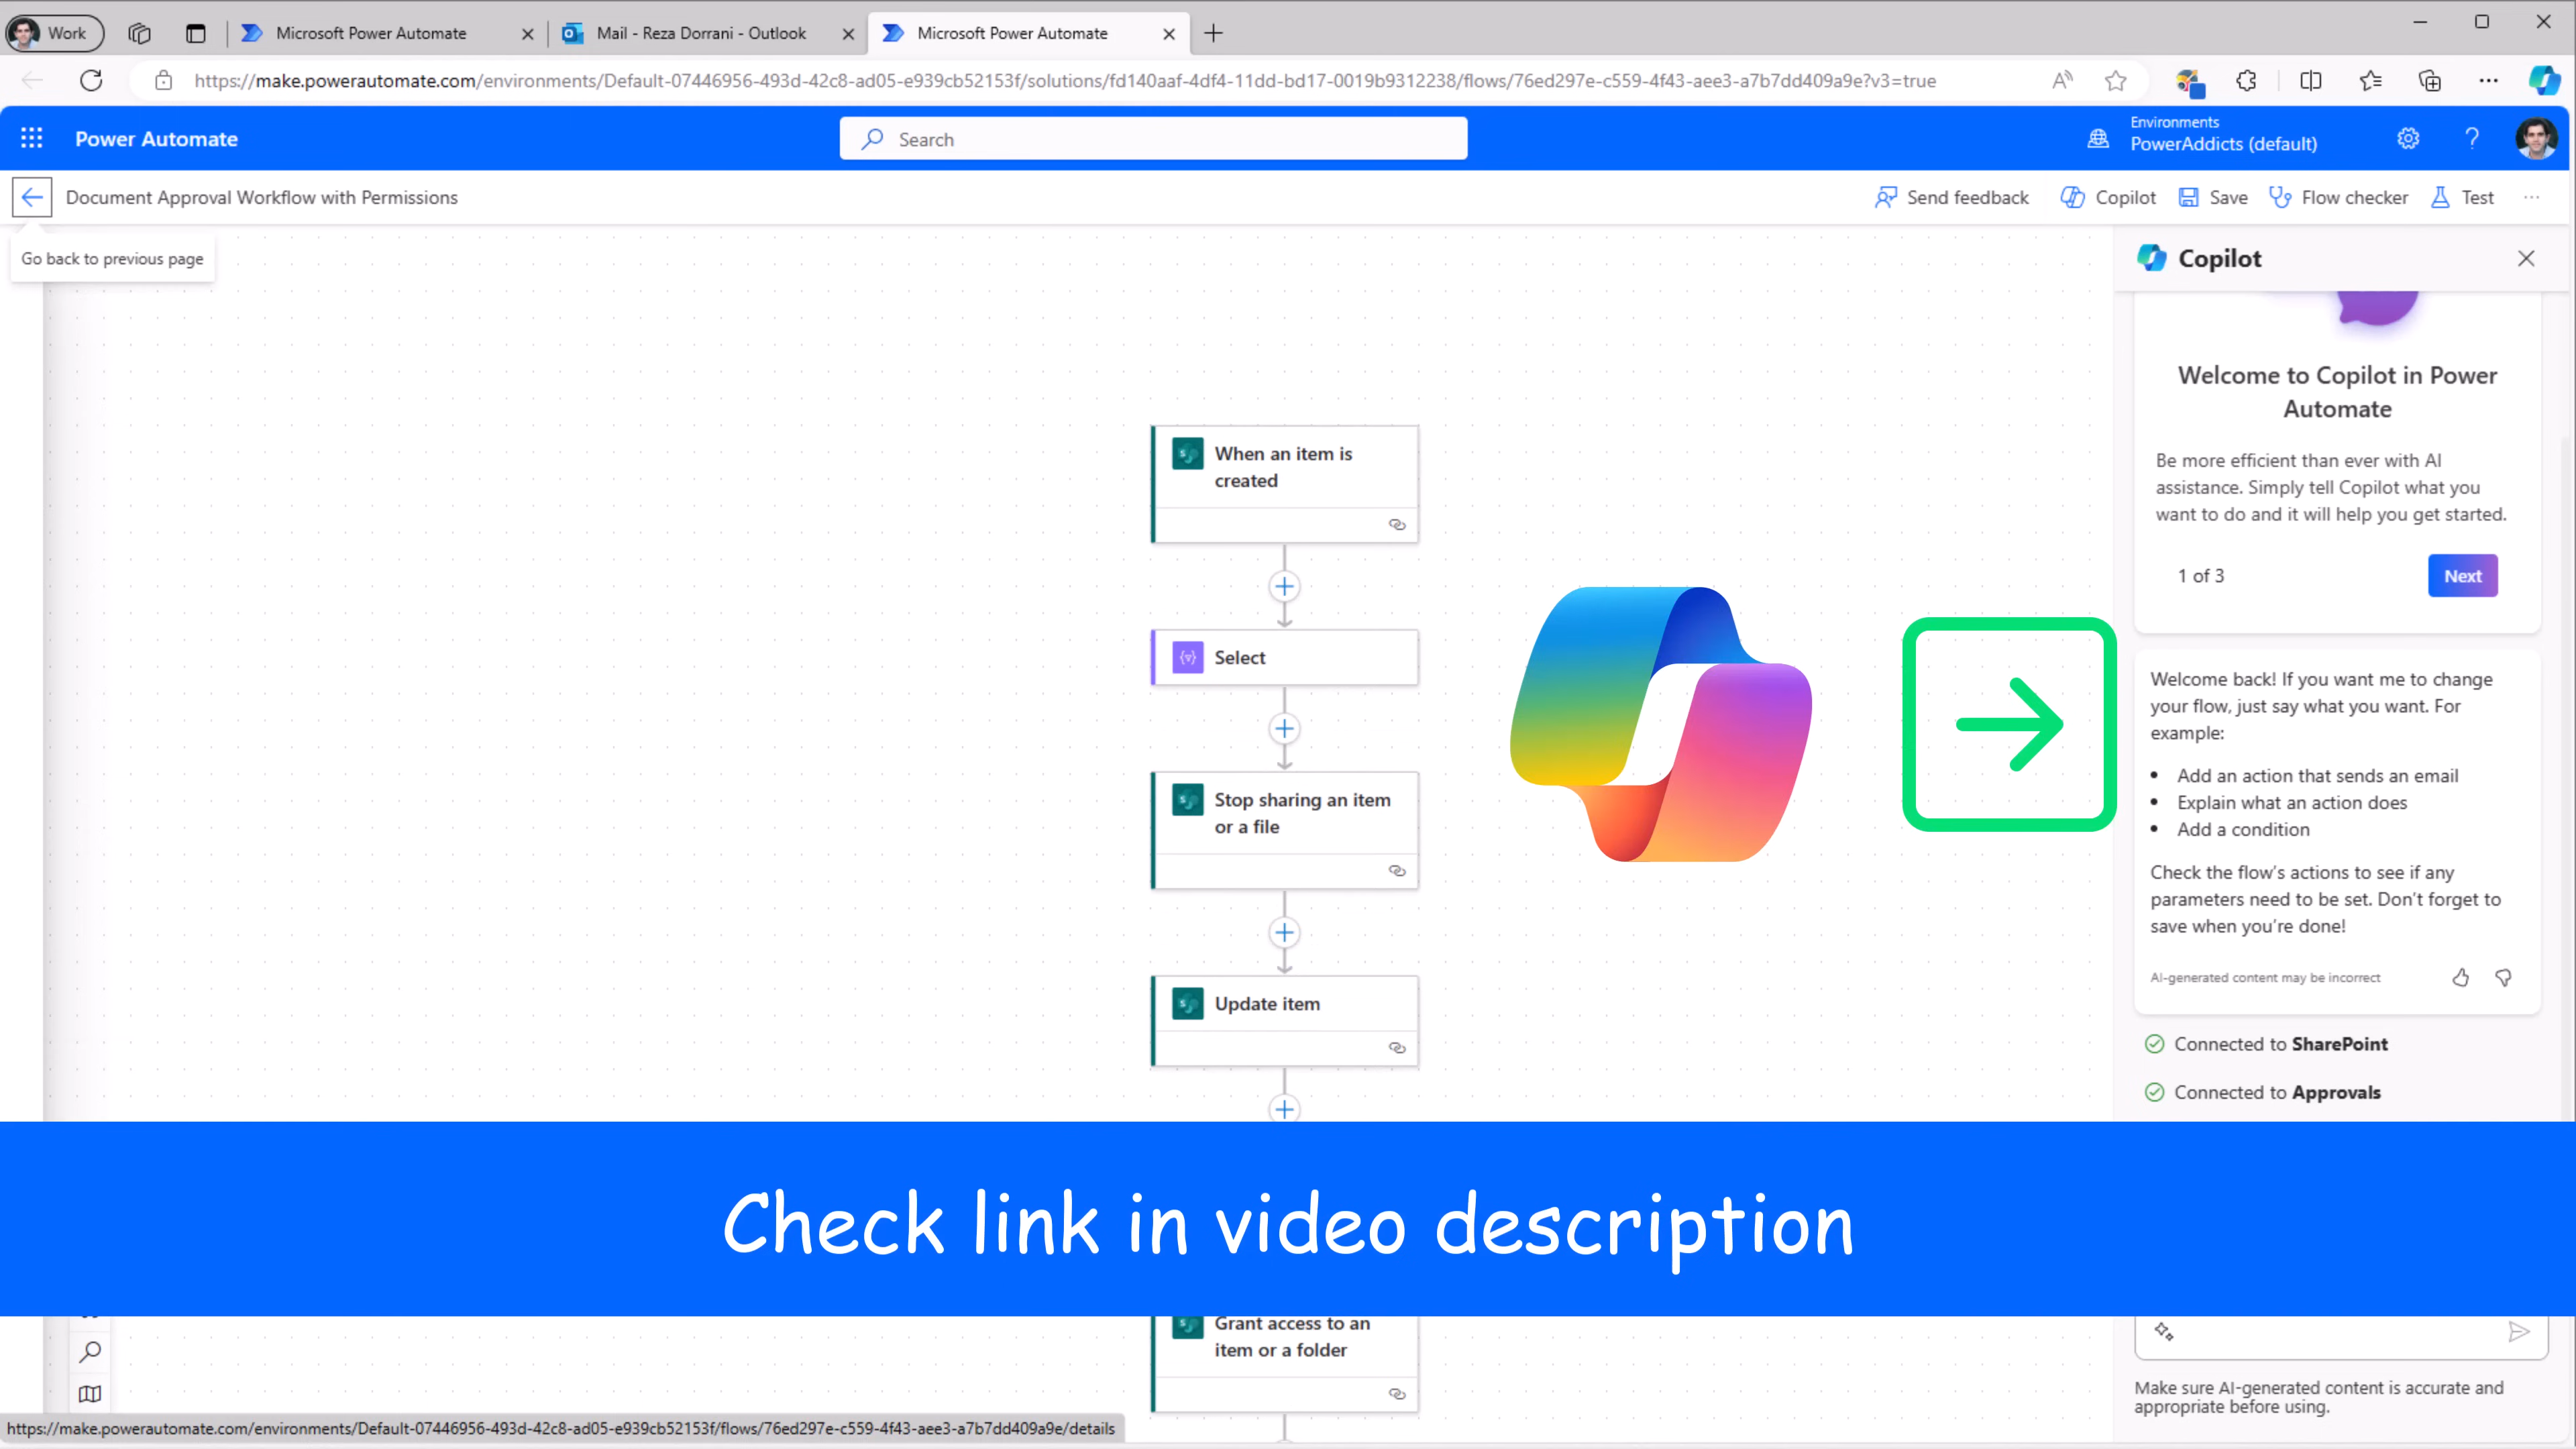 Work
Microsoft Power Automate
Mail - Reza Dorrani - Outlook
Microsoft Power Automate
https://make.powerautomate.com/environments/Default-07446956-493d-42c8-ad05-e939cb52153f/solutions/fd140aaf-4df4-11dd-bd17-0019b9312238/flows/76ed297e-c559-4f43-aee3-a7b7dd409a9e?v3=true
Power Automate
Search
Environments
PowerAddicts (default)
Document Approval Workflow with Permissions
Send feedback
Copilot
Save
Flow checker
Test
Go back to previous page
When an item is
created
Select
Stop sharing an item
or a file
Update item
Grant access to an
item or a folder
Copilot
Welcome to Copilot in Power
Automate
Be more efficient than ever with AI
assistance. Simply tell Copilot what you
want to do and it will help you get started.
1 of 3
Next
Welcome back! If you want me to change
your flow, just say what you want. For
example:
• Add an action that sends an email
• Explain what an action does
• Add a condition
Check the flow's actions to see if any
parameters need to be set. Don't forget to
save when you're done!
AI-generated content may be incorrect
Connected to SharePoint
Connected to Approvals
Check link in video description
Make sure AI-generated content is accurate and
appropriate before using.
https://make.powerautomate.com/environments/Default-07446956-493d-42c8-ad05-e939cb52153f/flows/76ed297e-c559-4f43-aee3-a7b7dd409a9e/details